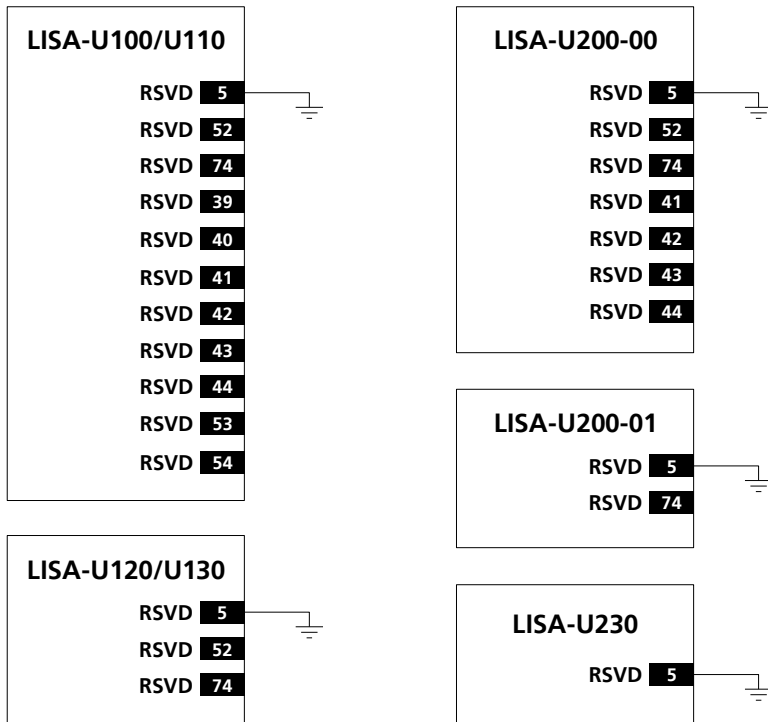 LISA-U100/U110
RSVD 5
RSVD 52
RSVD 74
RSVD 39
RSVD 40
RSVD 41
RSVD 42
RSVD 43
RSVD 44
RSVD 53
RSVD 54
LISA-U120/U130
RSVD 5
RSVD 52
RSVD 74
LISA-U200-00
RSVD 5
RSVD 52
RSVD 74
RSVD 41
RSVD 42
RSVD 43
RSVD 44
LISA-U200-01
RSVD 5
RSVD 74
LISA-U230
RSVD 5